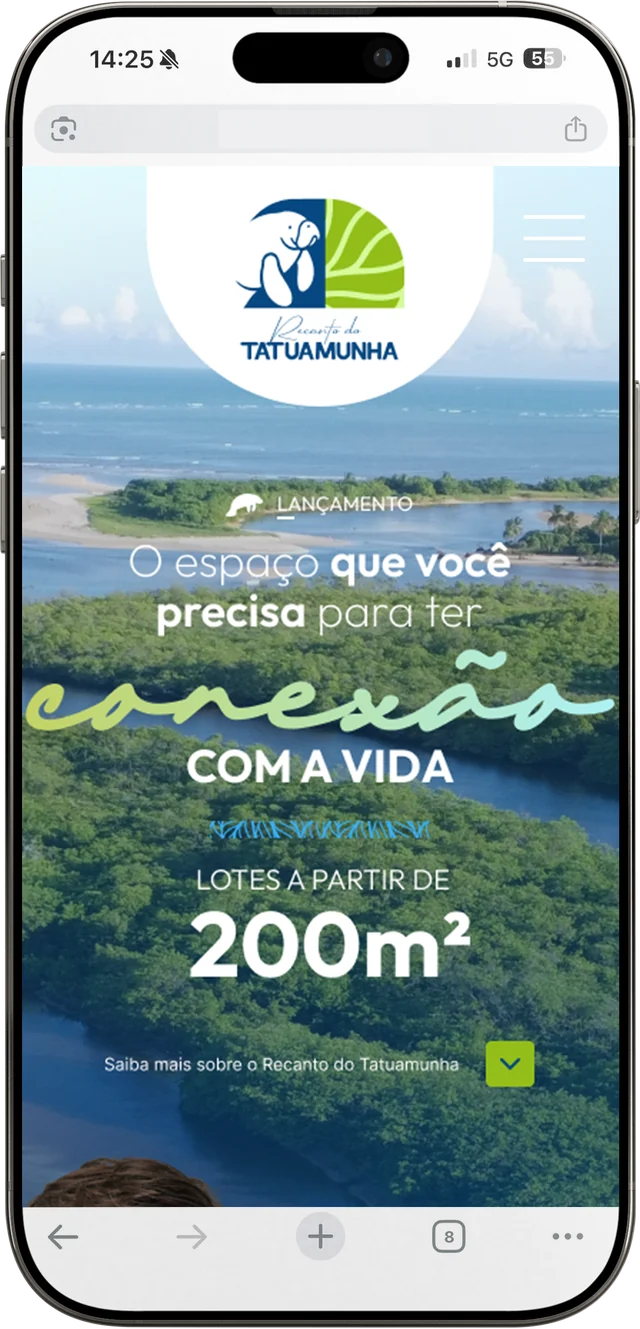 14:25
5G
55
Recanto do
TATUAMUNHA
LANÇAMENTO
O espaço que você
precisa para ter
conexão
COM A VIDA
LOTES A PARTIR DE
200m²
Saiba mais sobre o Recanto do Tatuamunha
8